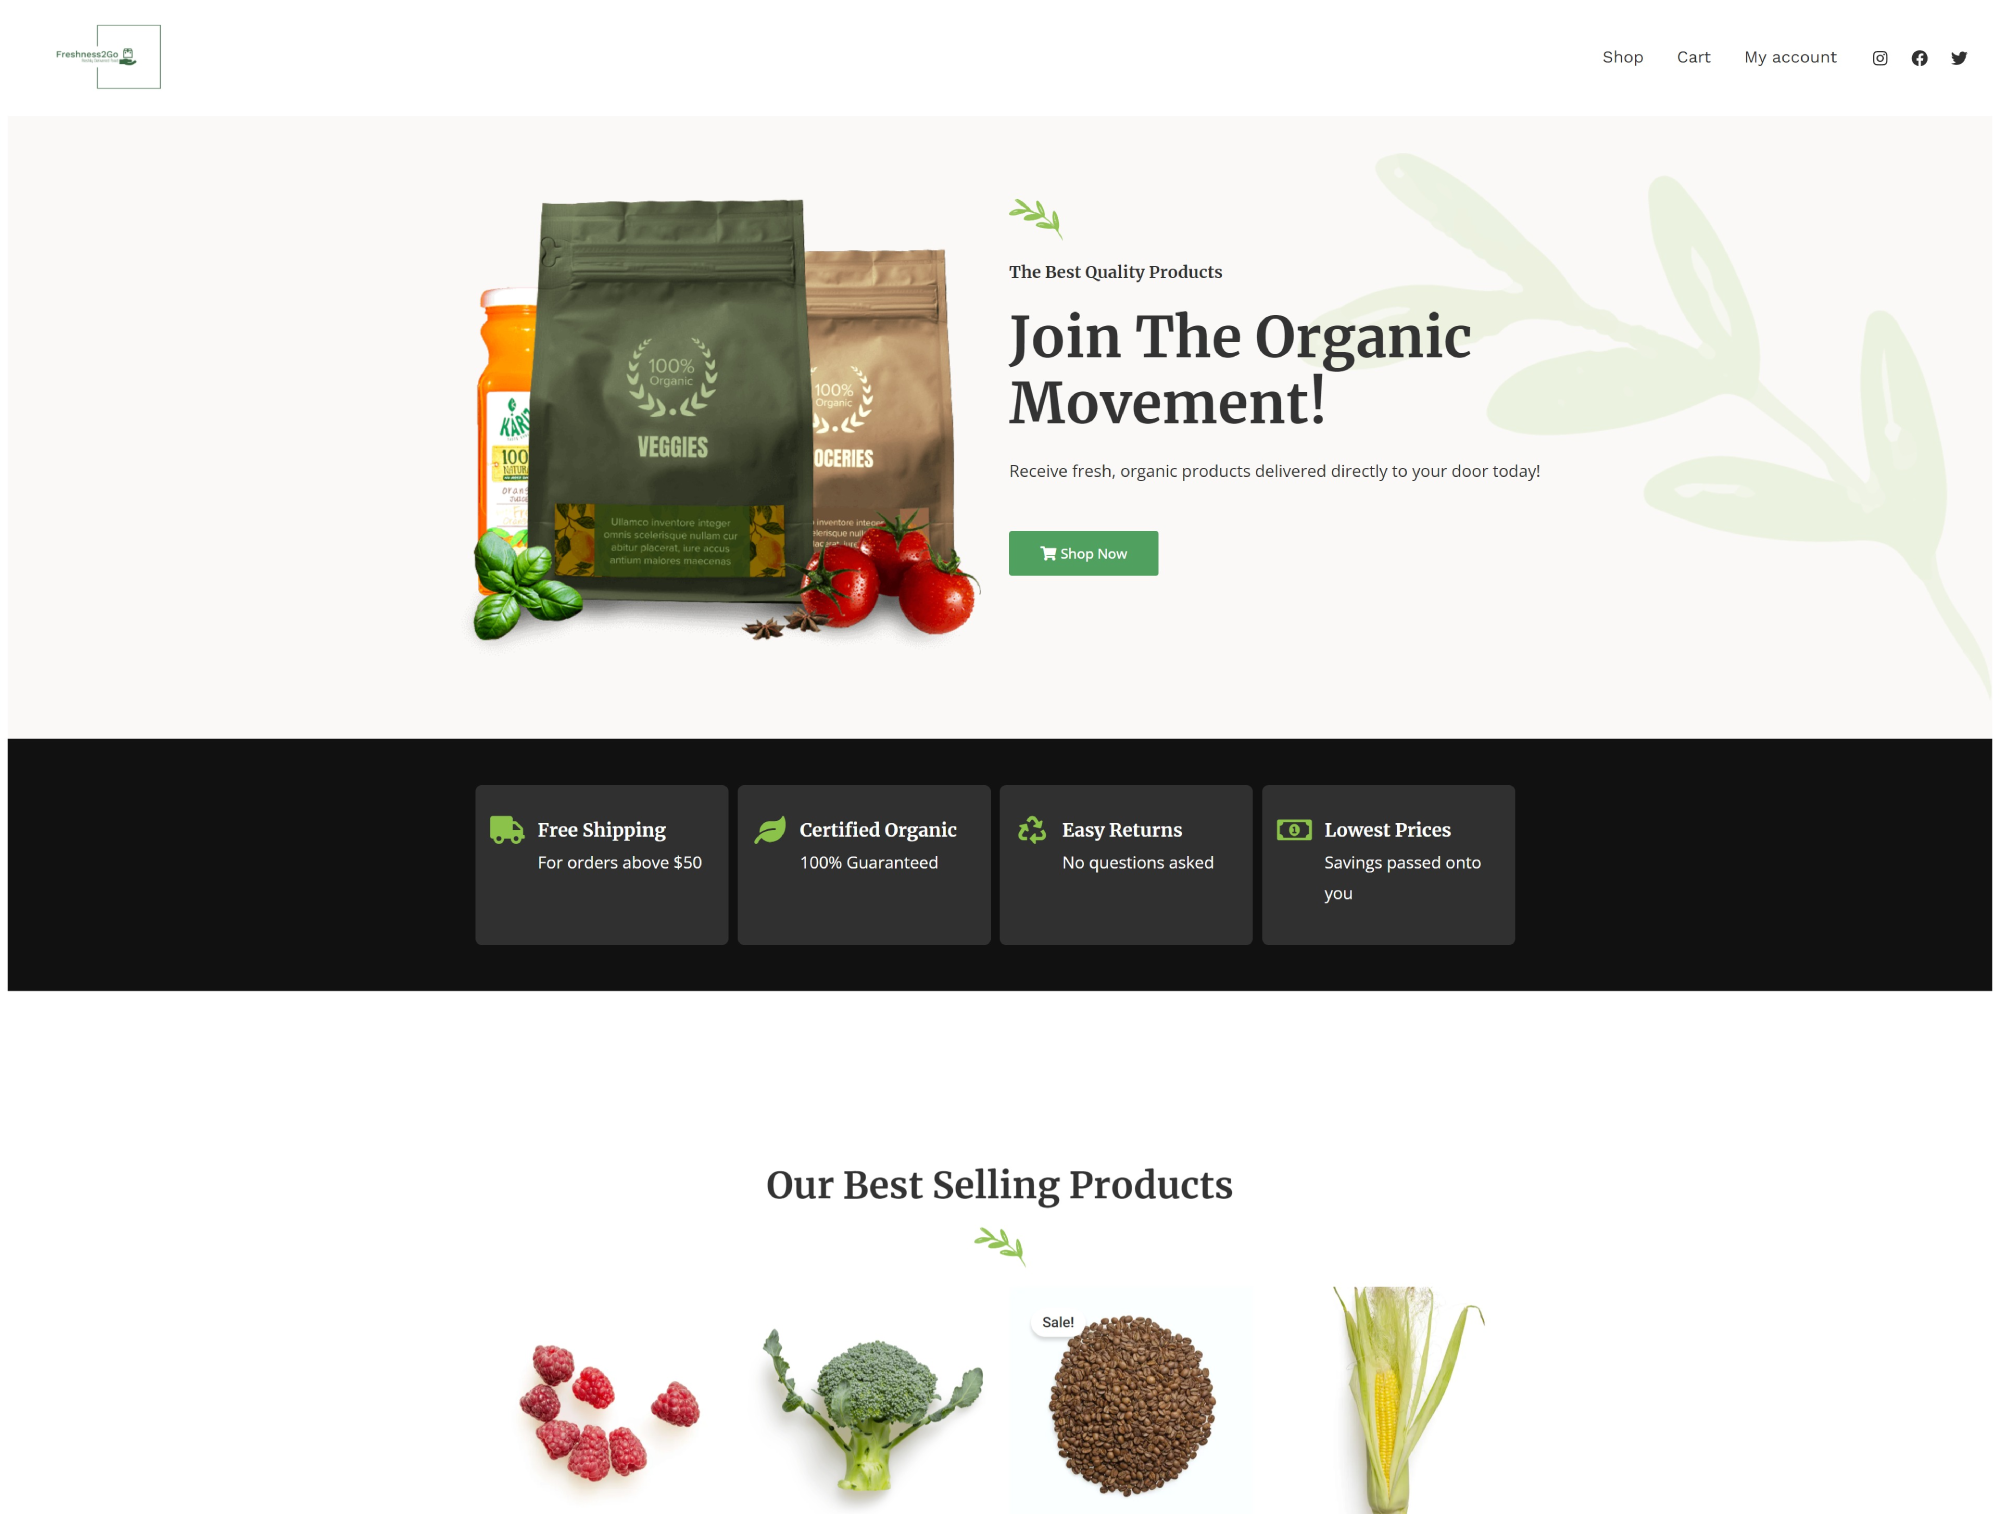 Freshness2Go
Shop
Cart
My account
100%
Organic
VEGGIES
Ullamco inventore integer
omnis scelerisque nullam cur
abitur placerat, iure accus
antium maiores maecenas
100%
Organic
OCERIES
inventore integer
100
The Best Quality Products
Join The Organic
Movement!
Receive fresh, organic products delivered directly to your door today!
Shop Now
Free Shipping
For orders above $50
Certified Organic
100% Guaranteed
Easy Returns
No questions asked
Lowest Prices
Savings passed onto
you
Our Best Selling Products
Sale!